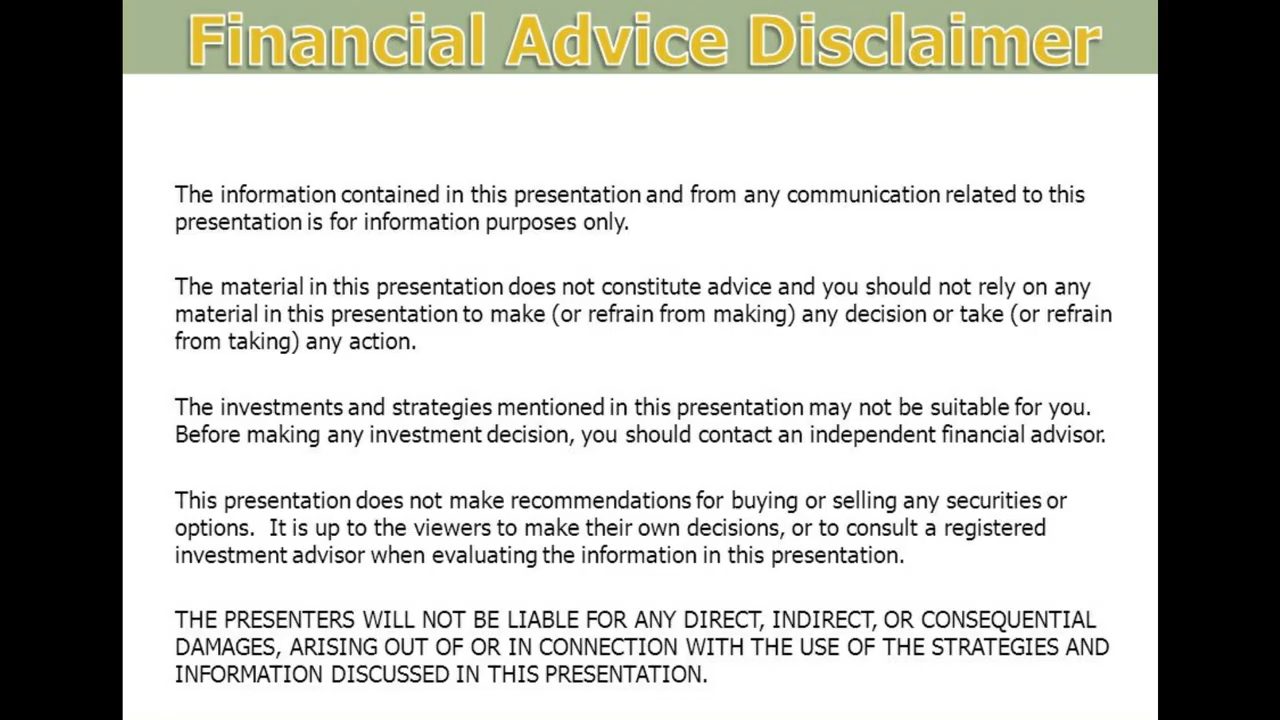 Financial Advice Disclaimer
The information contained in this presentation and from any communication related to this
presentation is for information purposes only.
The material in this presentation does not constitute advice and you should not rely on any
material in this presentation to make (or refrain from making) any decision or take (or refrain
from taking) any action.
The investments and strategies mentioned in this presentation may not be suitable for you.
Before making any investment decision, you should contact an independent financial advisor.
This presentation does not make recommendations for buying or selling any securities or
options.  It is up to the viewers to make their own decisions, or to consult a registered
investment advisor when evaluating the information in this presentation.
THE PRESENTERS WILL NOT BE LIABLE FOR ANY DIRECT, INDIRECT, OR CONSEQUENTIAL
DAMAGES, ARISING OUT OF OR IN CONNECTION WITH THE USE OF THE STRATEGIES AND
INFORMATION DISCUSSED IN THIS PRESENTATION.